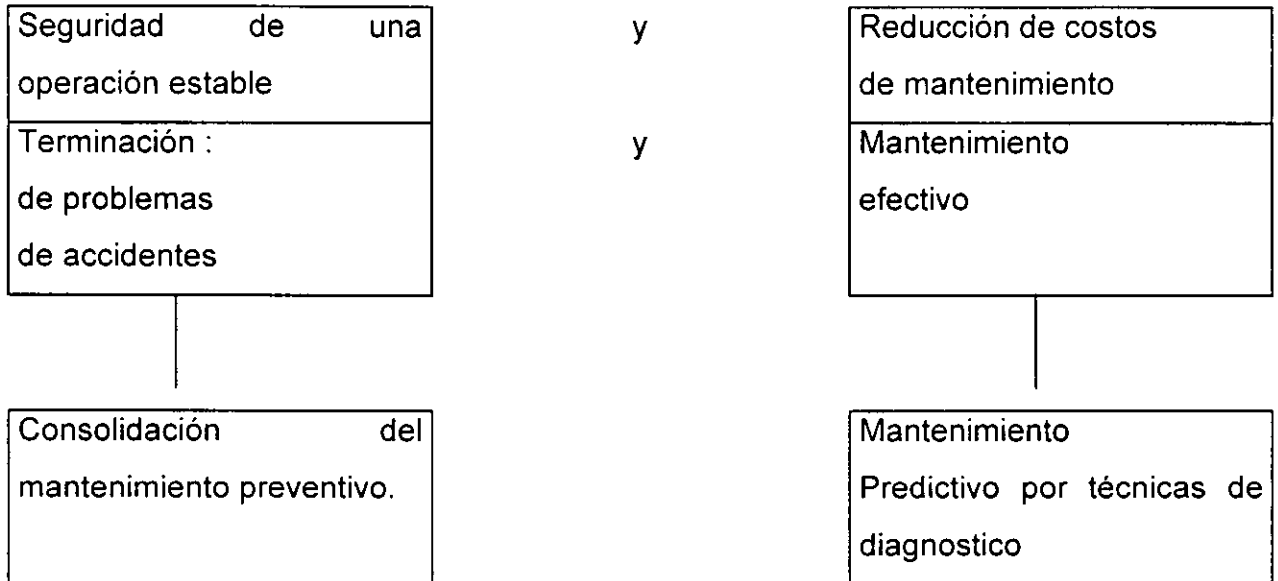 Seguridad de una
operación estable
y
Reducción de costos
de mantenimiento
Terminación :
de problemas
de accidentes
y
Mantenimiento
efectivo
Consolidación del
mantenimiento preventivo.
Mantenimiento
Predictivo por técnicas de
diagnostico